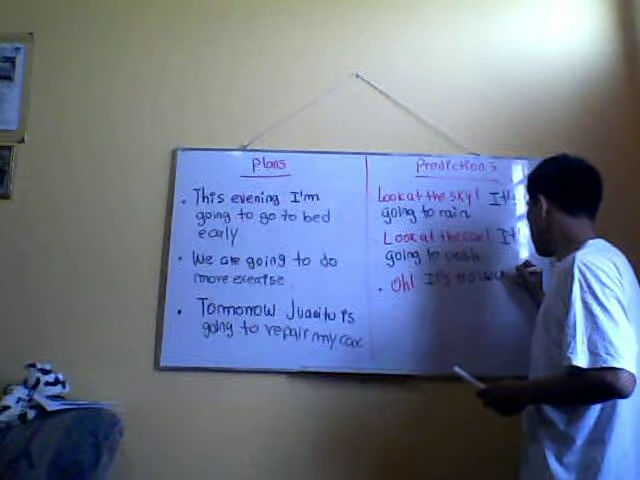 Plans
• This evening I'm
going to go to bed
early
• We are going to do
more exercise
• Tomorrow Juanito is
going to repair my car
Predictions
Look at the sky! It's
going to rain
Look at the car! It
going to crash
• Oh! It's